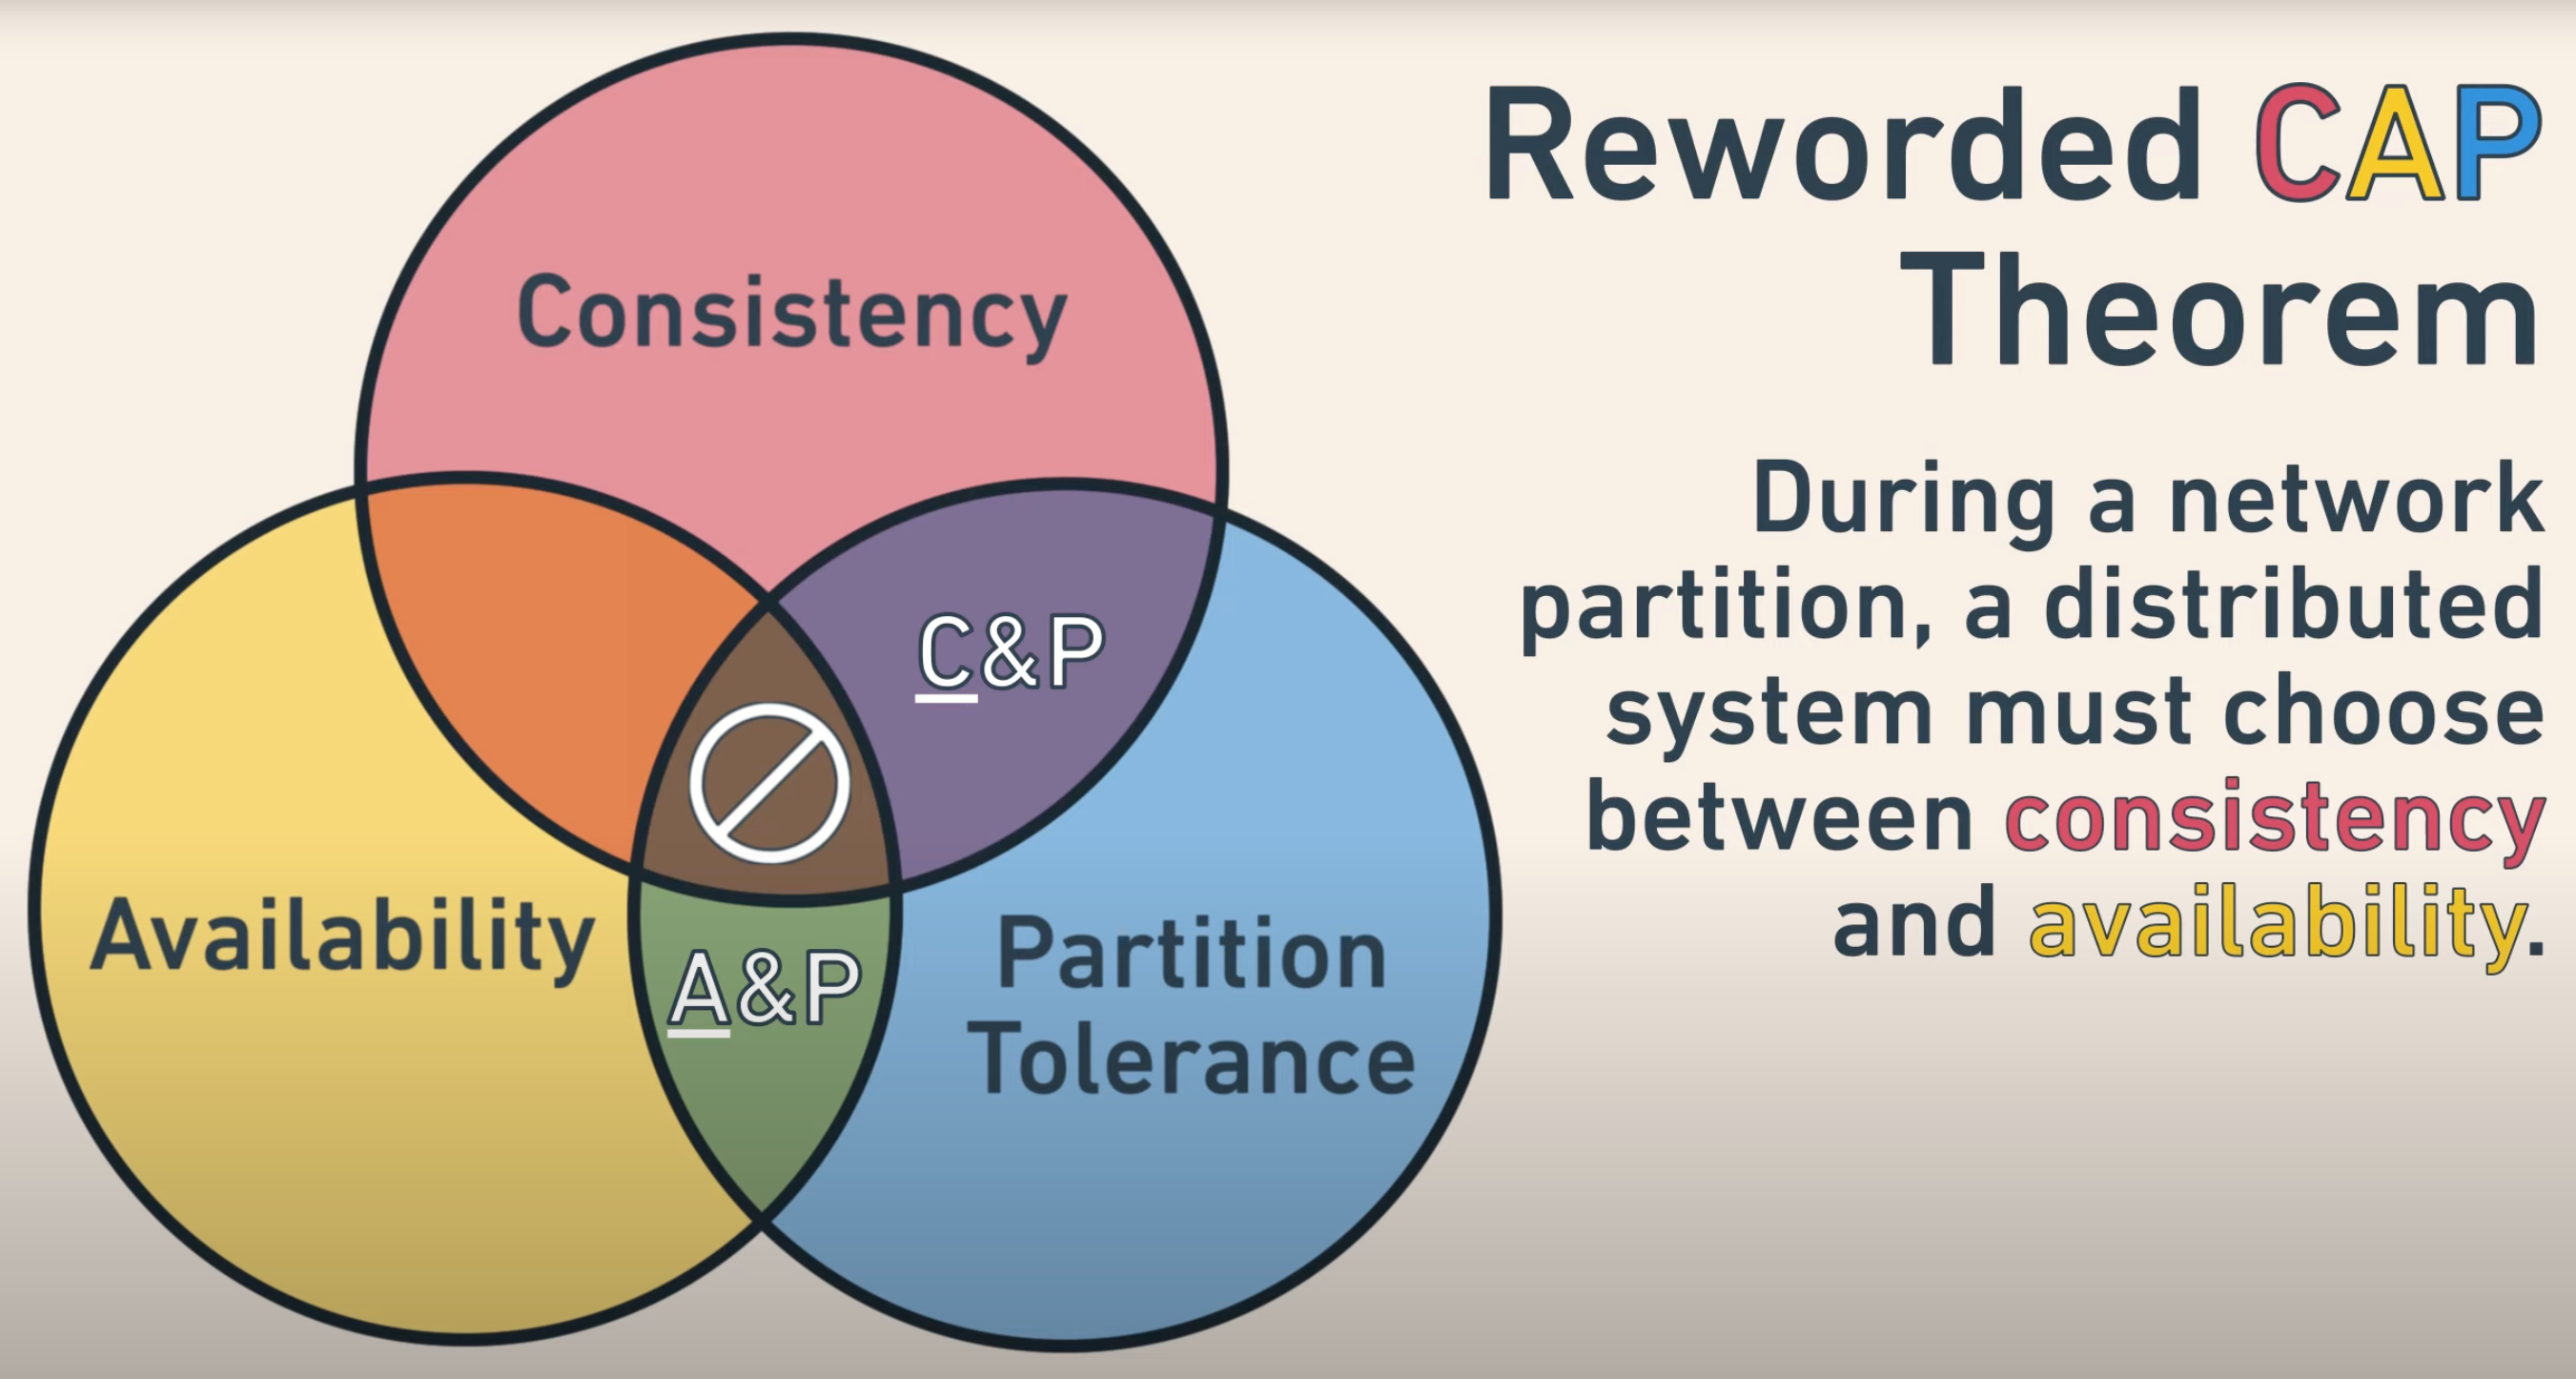 Reworded CAP
Theorem
During a network
partition, a distributed
system must choose
between consistency
and availability.
Consistency
C&P
Availability
A&P
Partition
Tolerance